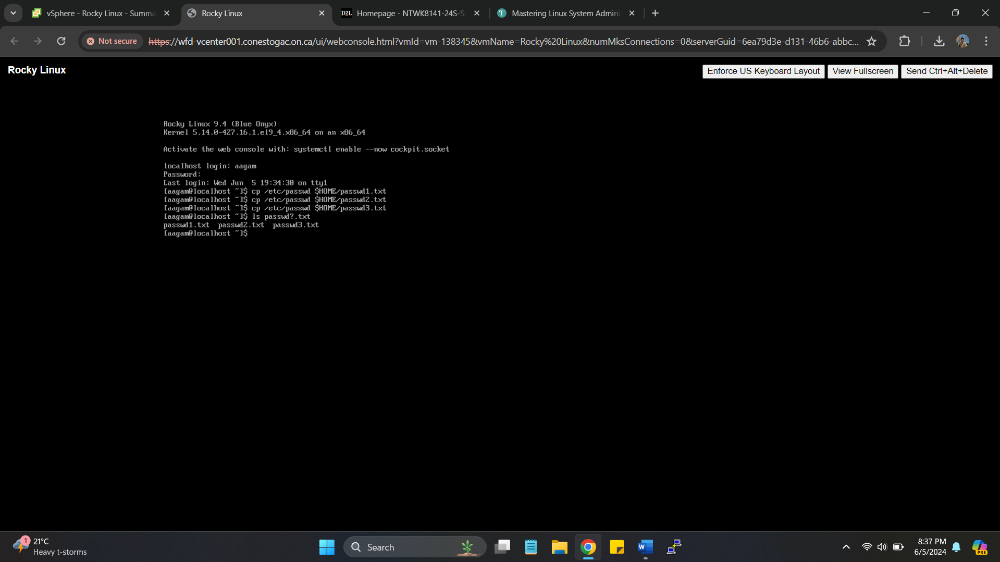 vSphere - Rocky Linux - Summa
Rocky Linux
D2L
Homepage - NTWK8141-24S-S
T
Mastering Linux System Admini
Not secure
https://wfd-vcenter001.conestogac.on.ca/ui/webconsole.html?vmId=vm-138345&vmName=Rocky%20Linux&numMksConnections=0&serverGuid=6ea79d3e-d131-46b6-abbc...
Rocky Linux
Enforce US Keyboard Layout
View Fullscreen
Send Ctrl+Alt+Delete
Rocky Linux 9.4 (Blue Onyx)
Kernel 5.14.0-427.16.1.el9_4.x86_64 on an x86_64
Activate the web console with: systemctl enable --now cockpit.socket
localhost login: aagam
Password:
Last login: Wed Jun  5 19:34:30 on tty1
[aagam@localhost ~]$ cp /etc/passwd $HOME/passwd1.txt
[aagam@localhost ~]$ cp /etc/passwd $HOME/passwd2.txt
[aagam@localhost ~]$ cp /etc/passwd $HOME/passwd3.txt
[aagam@localhost ~]$ ls passwd?.txt
passwd1.txt  passwd2.txt  passwd3.txt
[aagam@localhost ~]$
1
21°C
Heavy t-storms
Search
W
8:37 PM
6/5/2024
PRE